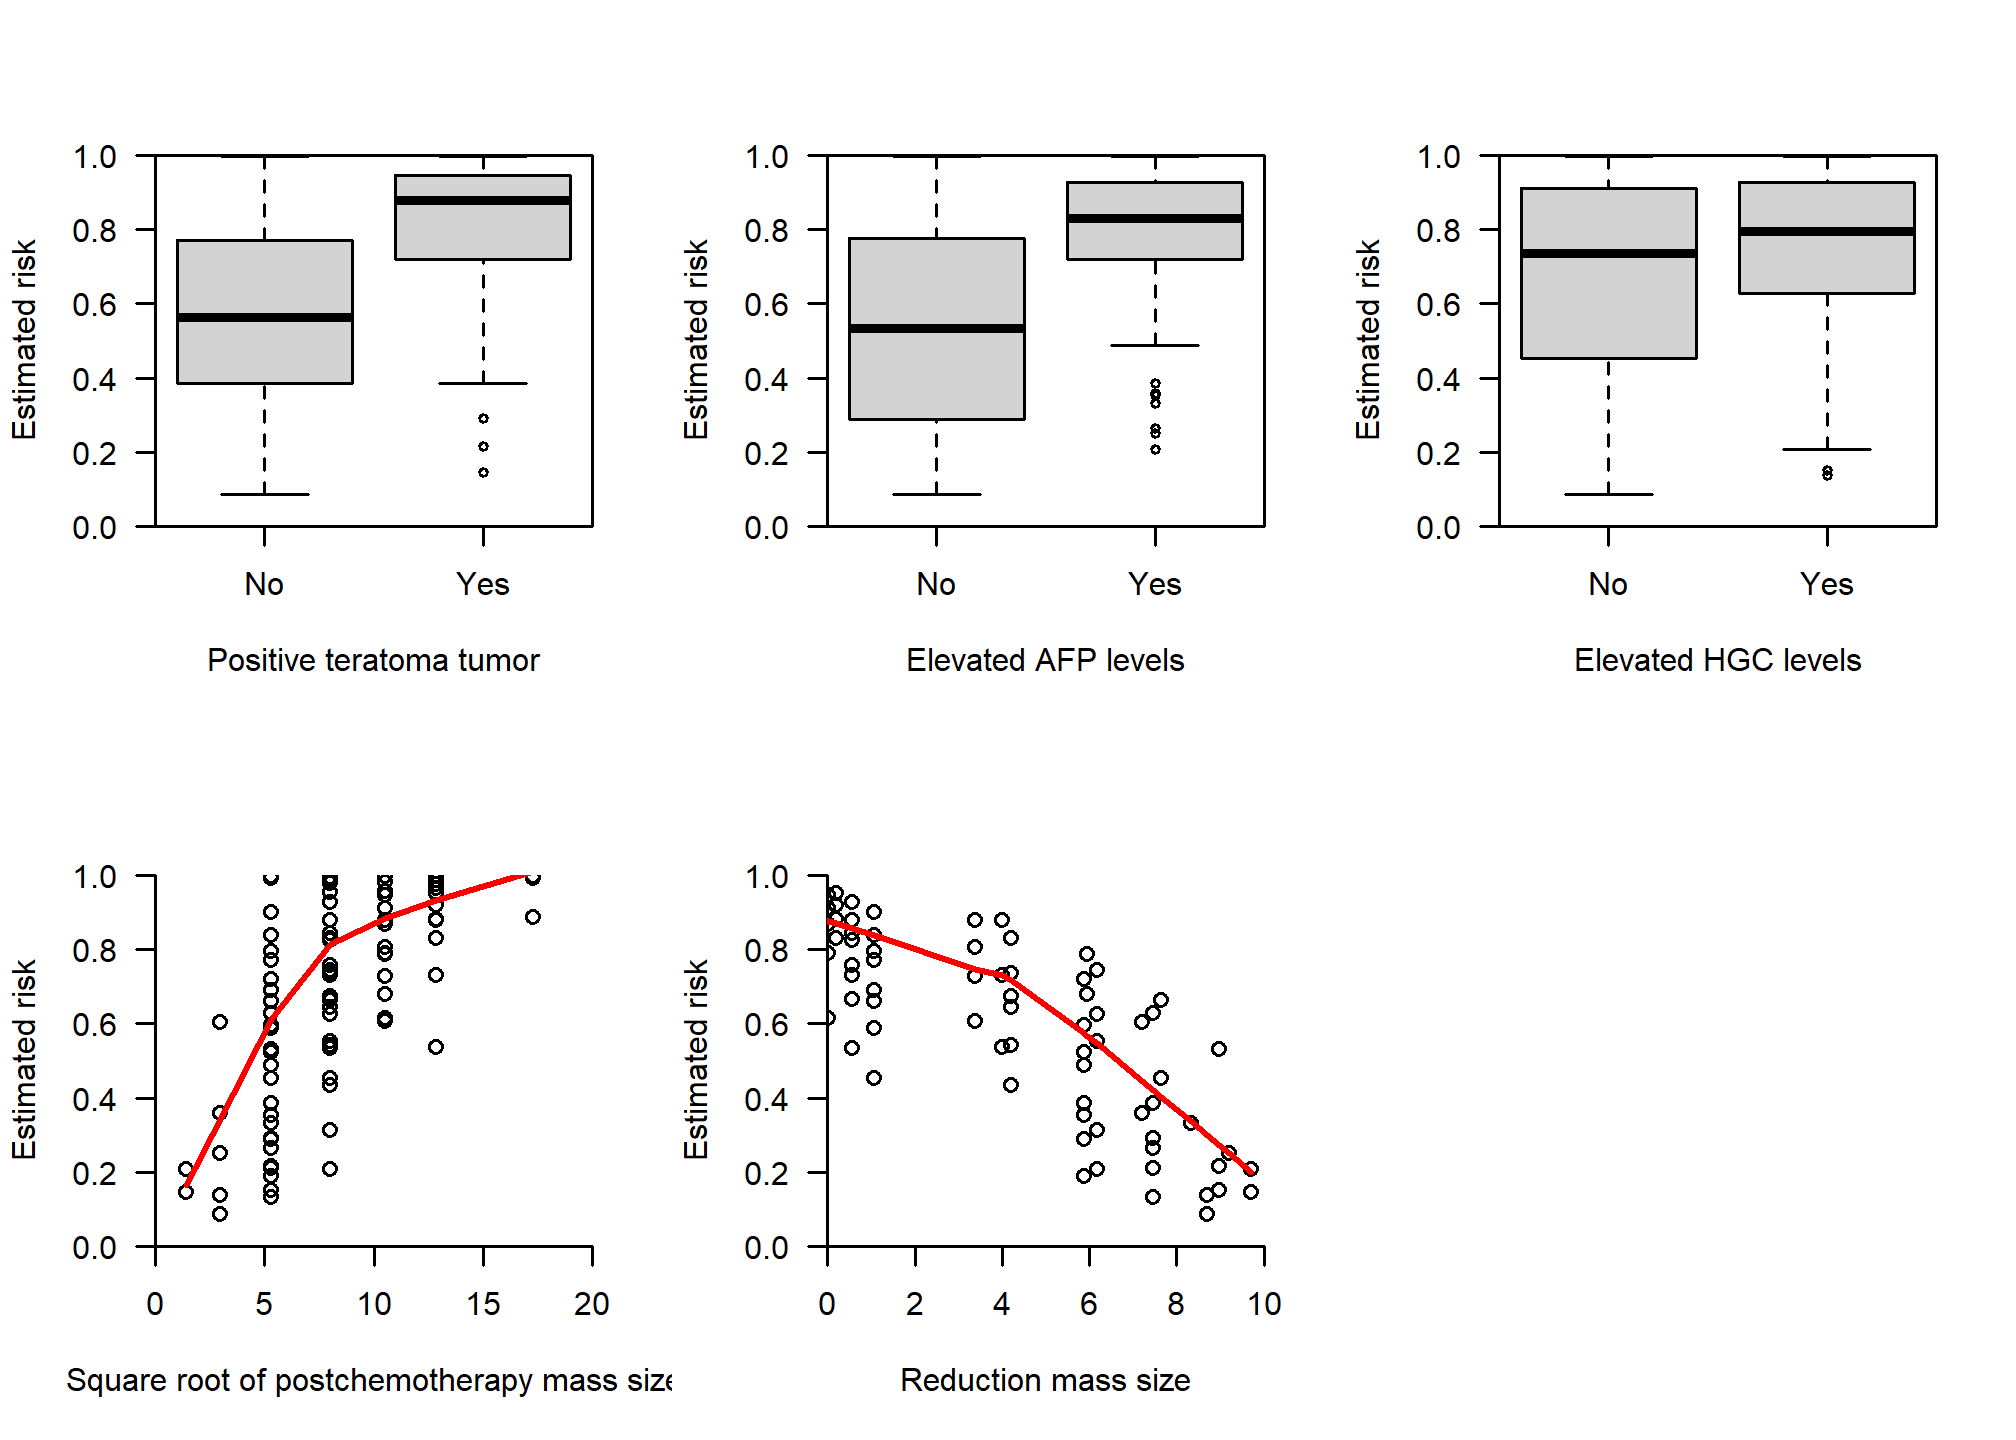 Estimated risk
1.0
0.8
0.6
0.4
0.2
0.0
No Yes
Positive teratoma tumor
Estimated risk
1.0
0.8
0.6
0.4
0.2
0.0
No Yes
Elevated AFP levels
Estimated risk
1.0
0.8
0.6
0.4
0.2
0.0
No Yes
Elevated HGC levels
Estimated risk
1.0
0.8
0.6
0.4
0.2
0.0
0 5 10 15 20
Square root of postchemotherapy mass size
Estimated risk
1.0
0.8
0.6
0.4
0.2
0.0
0 2 4 6 8 10
Reduction mass size